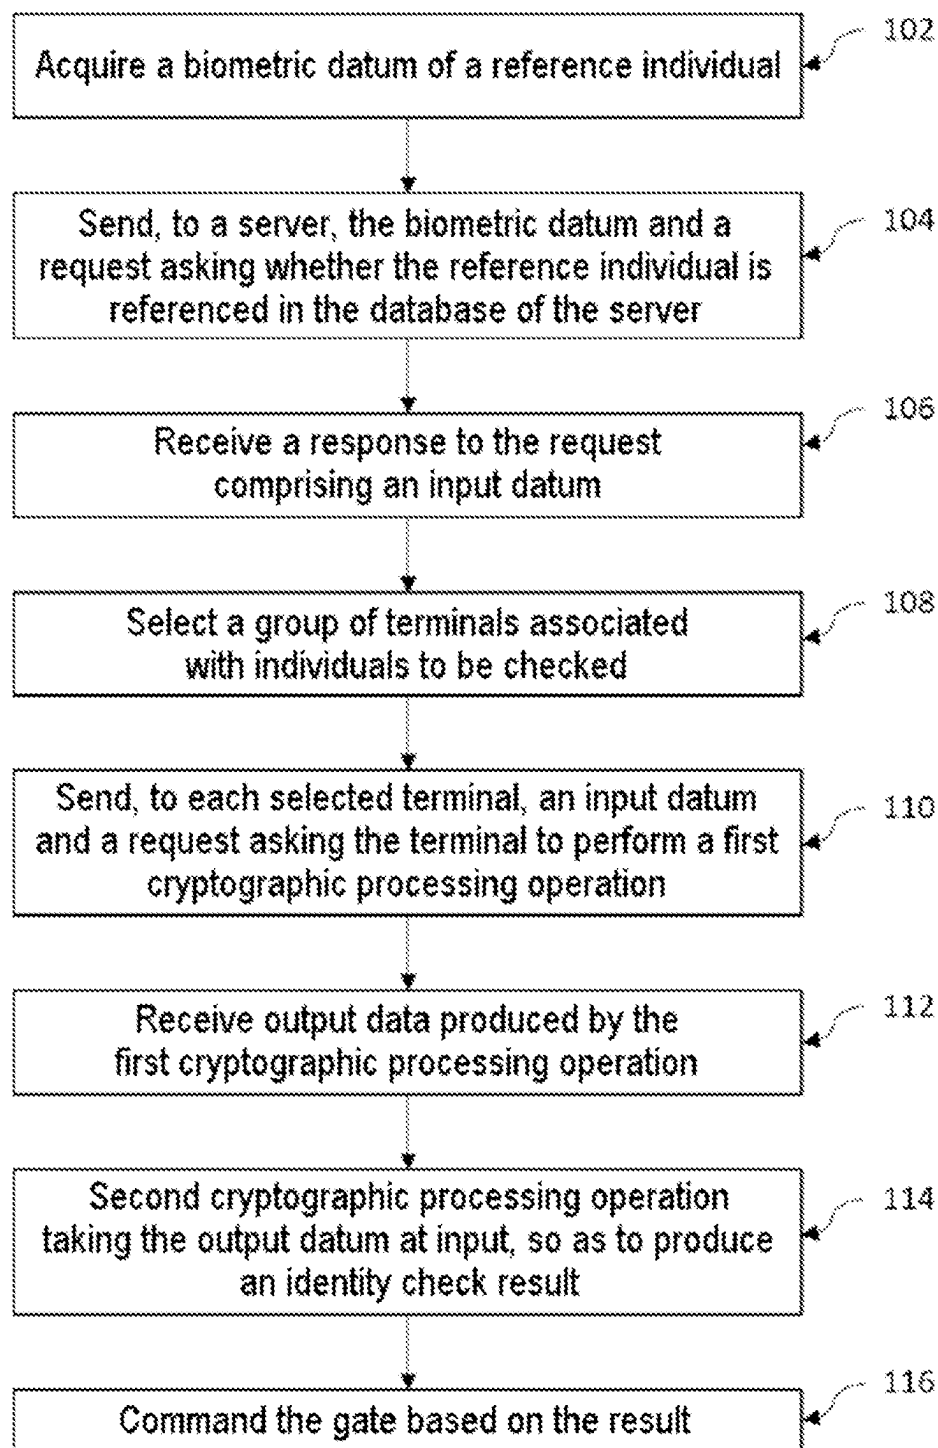 102
Acquire a biometric datum of a reference individual
104
Send, to a server, the biometric datum and a
request asking whether the reference individual is
referenced in the database of the server
106
Receive a response to the request
comprising an input datum
108
Select a group of terminals associated
with individuals to be checked
110
Send, to each selected terminal, an input datum
and a request asking the terminal to perform a first
cryptographic processing operation
112
Receive output data produced by the
first cryptographic processing operation
114
Second cryptographic processing operation
taking the output datum at input, so as to produce
an identity check result
116
Command the gate based on the result